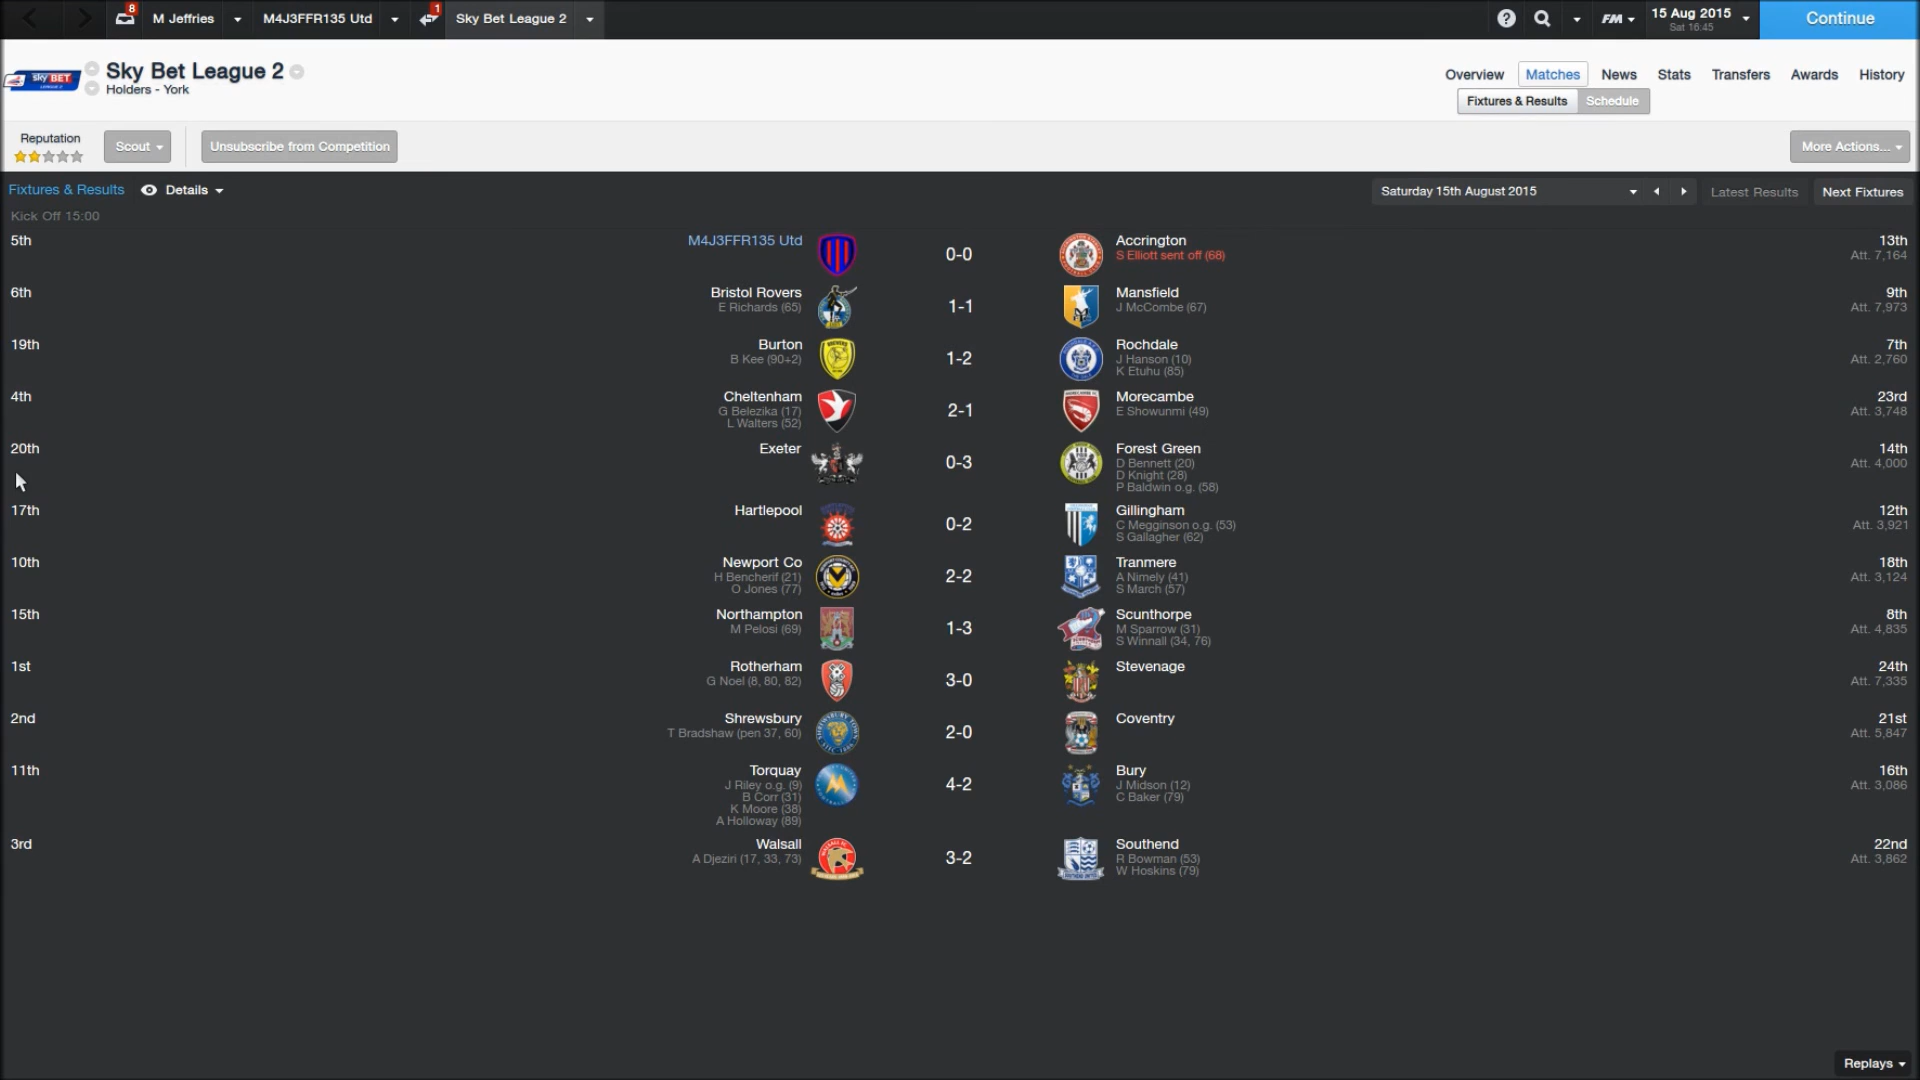 8
M Jeffries
M4J3FFR135 Utd
1
Sky Bet League 2
FM
15 Aug 2015
Sat 16:45
Continue
sky BET
LEAGUE 2
Sky Bet League 2
Holders - York
Overview
Matches
News
Stats
Transfers
Awards
History
Fixtures & Results
Schedule
Reputation
Scout
Unsubscribe from Competition
More Actions...
Fixtures & Results
Details
Saturday 15th August 2015
Latest Results
Next Fixtures
Kick Off 15:00
5th M4J3FFR135 Utd 0-0 Accrington 13th
S Elliott sent off (68) Att. 7,164
6th Bristol Rovers 1-1 Mansfield 9th
E Richards (65) J McCombe (67) Att. 7,973
19th Burton 1-2 Rochdale 7th
B Kee (90+2) J Hanson (10) Att. 2,760
K Etuhu (85)
4th Cheltenham 2-1 Morecambe 23rd
G Belezika (17) E Showunmi (49) Att. 3,748
L Walters (52)
20th Exeter 0-3 Forest Green 14th
D Bennett (20) Att. 4,000
D Knight (28)
P Baldwin o.g. (58)
17th Hartlepool 0-2 Gillingham 12th
C Megginson o.g. (53) Att. 3,921
S Gallagher (62)
10th Newport Co 2-2 Tranmere 18th
H Bencherif (21) A Nimely (41) Att. 3,124
O Jones (77) S March (57)
15th Northampton 1-3 Scunthorpe 8th
M Pelosi (69) M Sparrow (31) Att. 4,835
S Winnall (34, 76)
1st Rotherham 3-0 Stevenage 24th
G Noel (8, 80, 82) Att. 7,335
2nd Shrewsbury 2-0 Coventry 21st
T Bradshaw (pen 37, 60) Att. 5,847
11th Torquay 4-2 Bury 16th
J Riley o.g. (9) J Midson (12) Att. 3,086
B Corr (31) C Baker (79)
K Moore (38)
A Holloway (89)
3rd Walsall 3-2 Southend 22nd
A Djeziri (17, 33, 73) R Bowman (53) Att. 3,862
W Hoskins (79)
Replays